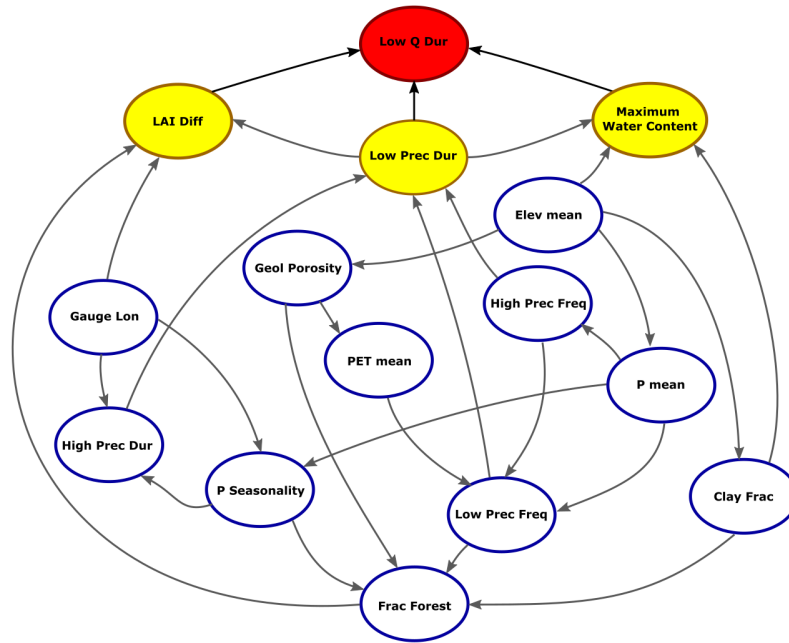 Low Q Dur
LAI Diff
Maximum
Water Content
Low Prec Dur
Elev mean
Geol Porosity
High Prec Freq
Gauge Lon
PET mean
P mean
High Prec Dur
P Seasonality
Clay Frac
Low Prec Freq
Frac Forest